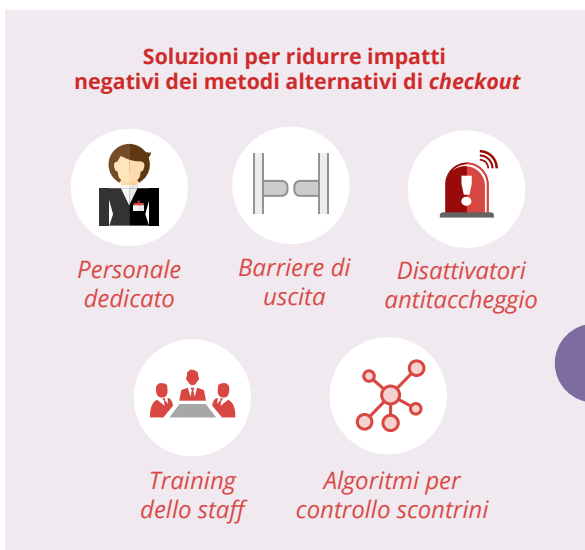 Soluzioni per ridurre impatti
negativi dei metodi alternativi di checkout
Personale
dedicato
Barriere di
uscita
Disattivatori
antitaccheggio
Training
dello staff
Algoritmi per
controllo scontrini